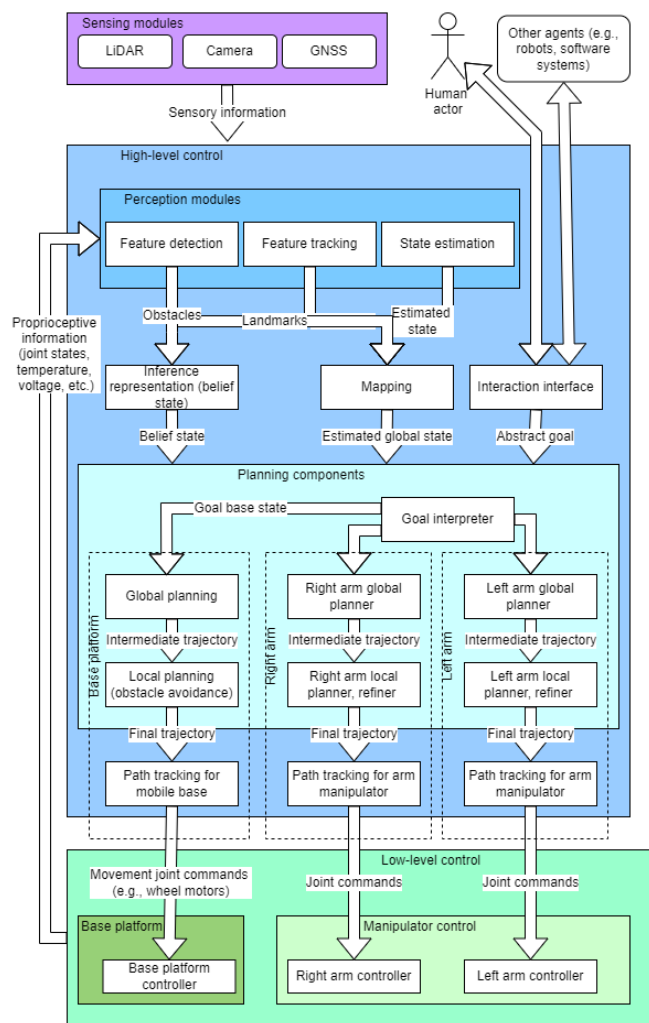 Sensing modules
LiDAR
Camera
GNSS
Other agents (e.g.,
robots, software
systems)
Human
actor
Sensory information
High-level control
Perception modules
Feature detection
Feature tracking
State estimation
Obstacles
Landmarks
Estimated
state
Proprioceptive
information
(joint states,
temperature,
voltage, etc.)
Inference
representation (belief
state)
Mapping
Interaction interface
Belief state
Estimated global state
Abstract goal
Planning components
Goal base state
Goal interpreter
Base platform
Global planning
Intermediate trajectory
Local planning
(obstacle avoidance)
Final trajectory
Path tracking for
mobile base
Right arm
Right arm global
planner
Intermediate trajectory
Right arm local
planner, refiner
Final trajectory
Path tracking for arm
manipulator
Left arm
Left arm global
planner
Intermediate trajectory
Left arm local
planner, refiner
Final trajectory
Path tracking for arm
manipulator
Low-level control
Movement joint commands
(e.g., wheel motors)
Joint commands
Joint commands
Base platform
Base platform
controller
Manipulator control
Right arm controller
Left arm controller